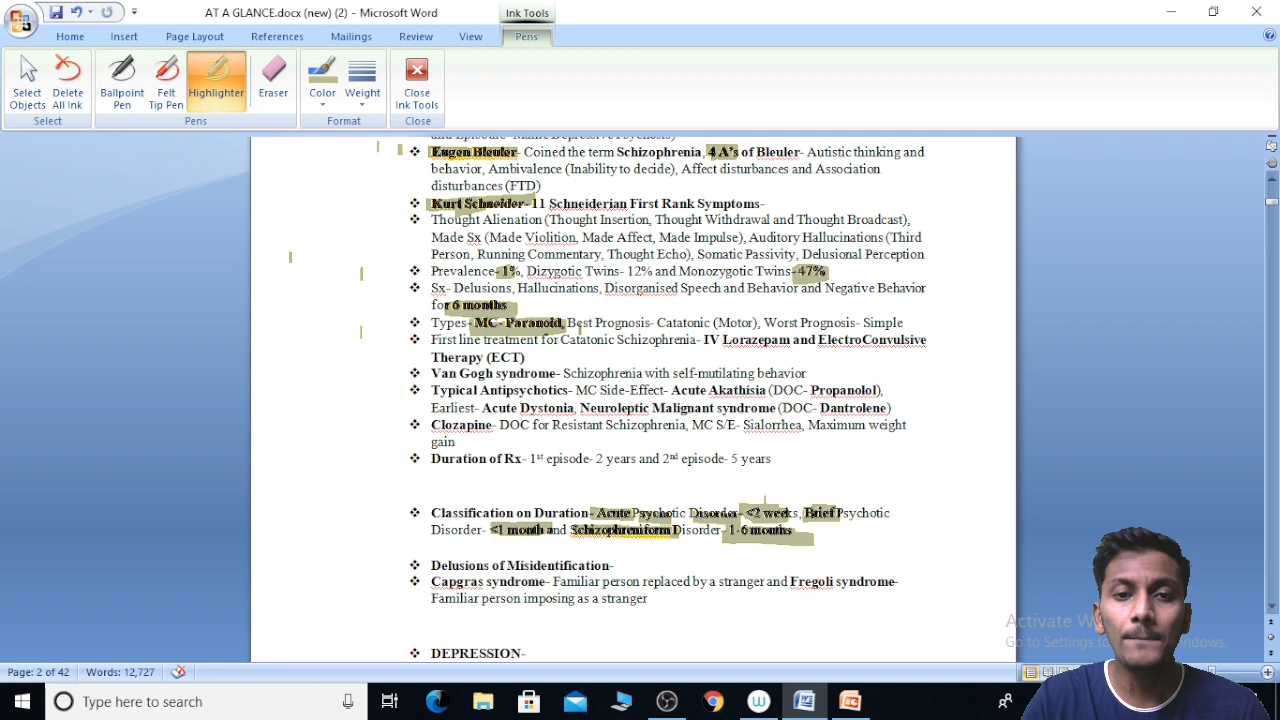 AT A GLANCE.docx (new) (2) - Microsoft Word
Ink Tools
Home Insert Page Layout References Mailings Review View Pens
Select Objects
Delete All Ink
Ballpoint Pen
Felt Tip Pen
Highlighter
Eraser
Color
Weight
Close Ink Tools
Select Pens Format Close
and Episode- Manic Depressive Psychosis)
❖ Eugen Bleuler- Coined the term Schizophrenia, 4 A's of Bleuler- Autistic thinking and
behavior, Ambivalence (Inability to decide), Affect disturbances and Association
disturbances (FTD)
❖ Kurt Schneider- 11 Schneiderian First Rank Symptoms-
❖ Thought Alienation (Thought Insertion, Thought Withdrawal and Thought Broadcast),
Made Sx (Made Violition, Made Affect, Made Impulse), Auditory Hallucinations (Third
Person, Running Commentary, Thought Echo), Somatic Passivity, Delusional Perception
❖ Prevalence- 1%, Dizygotic Twins- 12% and Monozygotic Twins- 47%
❖ Sx- Delusions, Hallucinations, Disorganised Speech and Behavior and Negative Behavior
for 6 months
❖ Types- MC- Paranoid, Best Prognosis- Catatonic (Motor), Worst Prognosis- Simple
❖ First line treatment for Catatonic Schizophrenia- IV Lorazepam and ElectroConvulsive
Therapy (ECT)
❖ Van Gogh syndrome- Schizophrenia with self-mutilating behavior
❖ Typical Antipsychotics- MC Side-Effect- Acute Akathisia (DOC- Propanolol),
Earliest- Acute Dystonia, Neuroleptic Malignant syndrome (DOC- Dantrolene)
❖ Clozapine- DOC for Resistant Schizophrenia, MC S/E- Sialorrhea, Maximum weight
gain
❖ Duration of Rx- 1st episode- 2 years and 2nd episode- 5 years
❖ Classification on Duration- Acute Psychotic Disorder- <2 weeks, Brief Psychotic
Disorder- <1 month and Schizophreniform Disorder- 1-6 months
❖ Delusions of Misidentification-
❖ Capgras syndrome- Familiar person replaced by a stranger and Fregoli syndrome-
Familiar person imposing as a stranger
❖ DEPRESSION-
Activate
Go to Settings to
Page: 2 of 42 Words: 12,727
Type here to search